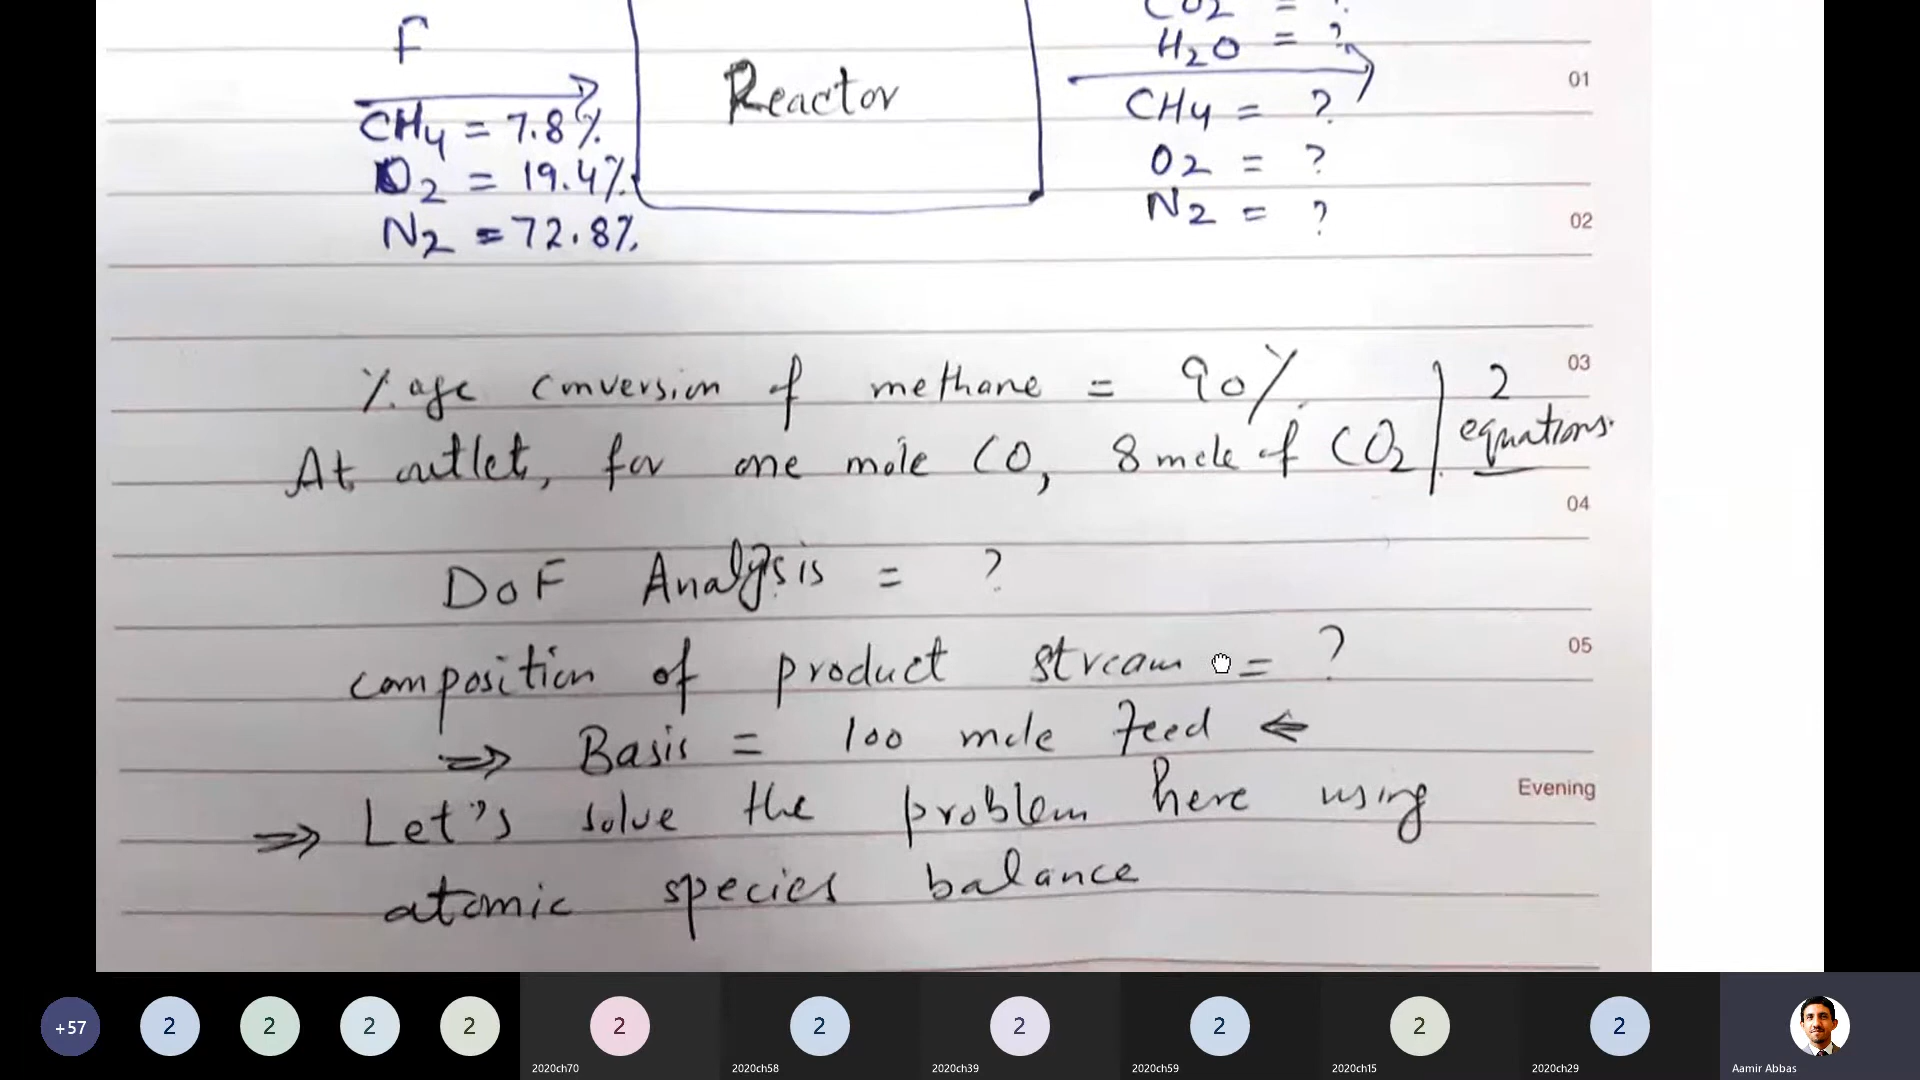 F
CO2 = ?
H2O = ?
Reactor
CH4 = 7.8%
O2 = 19.4%
N2 = 72.8%
CH4 = ?
O2 = ?
N2 = ?
01
02
03
04
05
Evening
%age conversion of methane = 90%.
At outlet, for one mole CO, 8 mole of CO2
2
equations.
DoF Analysis = ?
composition of product stream = ?
⇒ Basis = 100 mole feed ⇐
⇒ Let's solve the problem here using
atomic species balance
+57
2
2
2
2
2
2020ch70
2
2020ch58
2
2020ch39
2
2020ch59
2
2020ch15
2
2020ch29
Aamir Abbas